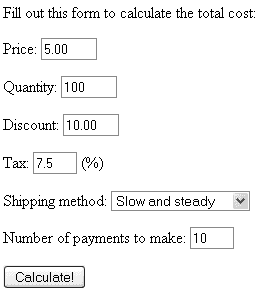 Fill out this form to calculate the total cost:
Price: 5.00
Quantity: 100
Discount: 10.00
Tax: 7.5 (%)
Shipping method: Slow and steady
Number of payments to make: 10
Calculate!